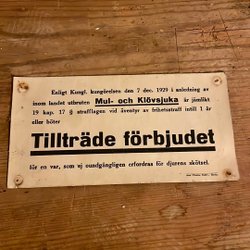 Enligt Kungl. kungörelsen den 7 dec. 1929 i anledning av
inom landet utbruten Mul- och Klövsjuka är jämlikt
19 kap. 17 § strafflagen vid äventyr av frihetsstraff intill 1 år
eller böter
Tillträde förbjudet
för en var, som ej oundgängligen erfordras för djurens skötsel.